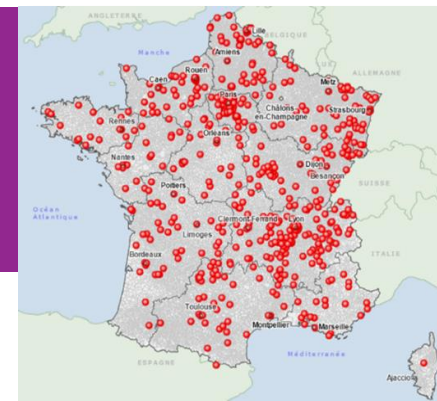 ANGLETERRE
Lille
BELGIQUE
Manche
Amiens
Rouen
ALLEMAGNE
Caen
Metz
Paris
Châlons
en-Champagne
Strasbourg
Rennes
Orléans
Nantes
Dijon
Besançon
Poitiers
SUISSE
Océan
Atlantique
Clermont-Ferrand
Lyon
Limoges
Bordeaux
ITALIE
Toulouse
Montpellier
Marseille
Méditerranée
ESPAGNE
Ajaccio